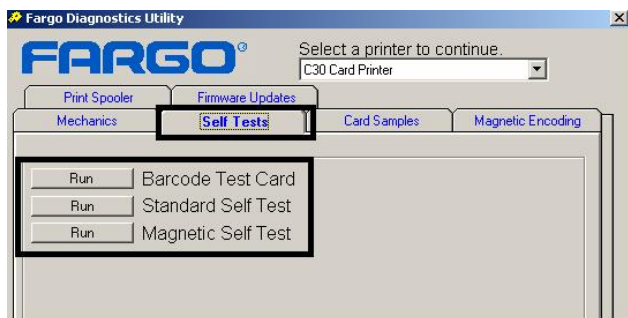 Fargo Diagnostics Utility
FARGO®
Select a printer to continue.
C30 Card Printer
Print Spooler
Firmware Updates
Mechanics
Self Tests
Card Samples
Magnetic Encoding
Run Barcode Test Card
Run Standard Self Test
Run Magnetic Self Test